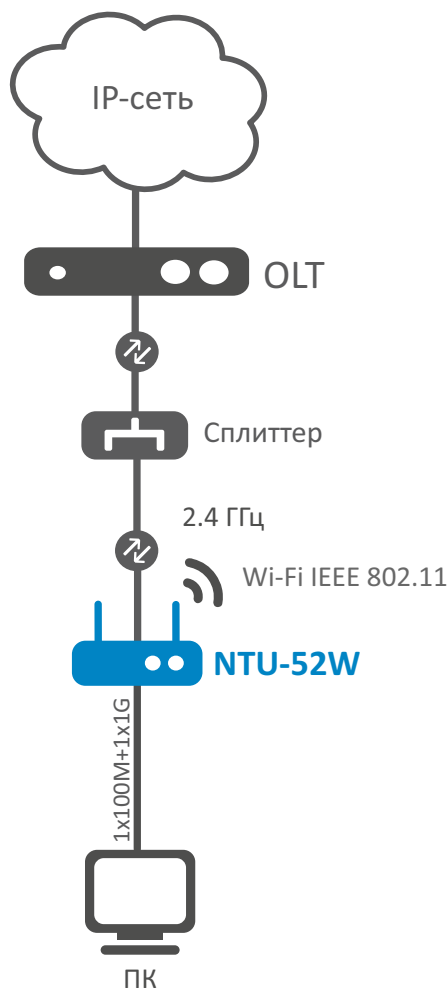 IP-сеть
OLT
Сплиттер
2.4 ГГц
Wi-Fi IEEE 802.11
NTU-52W
1x100M+1x1G
ПК